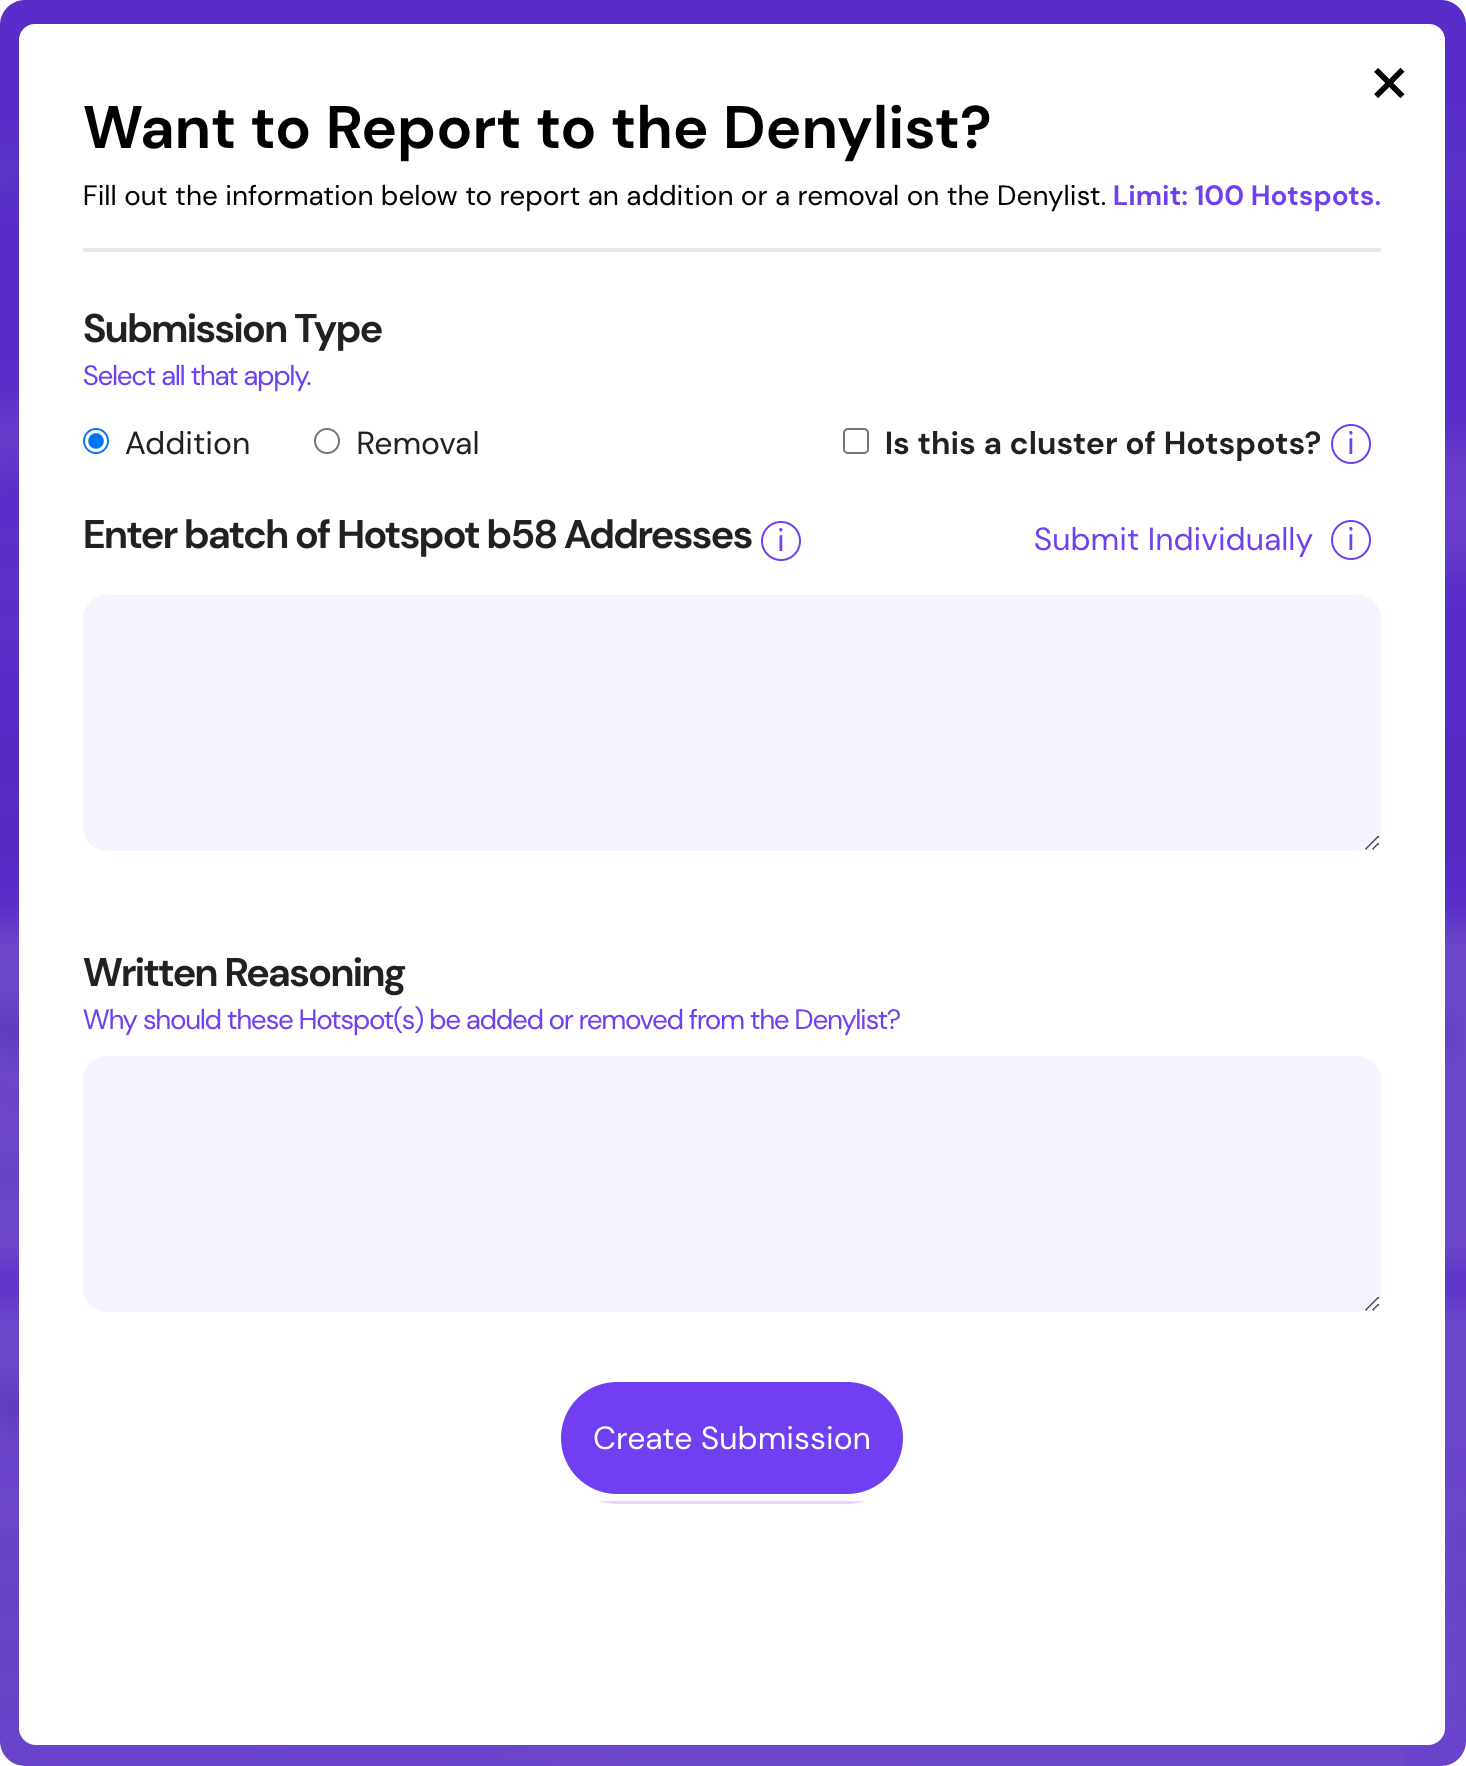 Want to Report to the Denylist?
Fill out the information below to report an addition or a removal on the Denylist. Limit: 100 Hotspots.
Submission Type
Select all that apply.
Addition Removal Is this a cluster of Hotspots? i
Enter batch of Hotspot b58 Addresses i Submit Individually i
Written Reasoning
Why should these Hotspot(s) be added or removed from the Denylist?
Create Submission